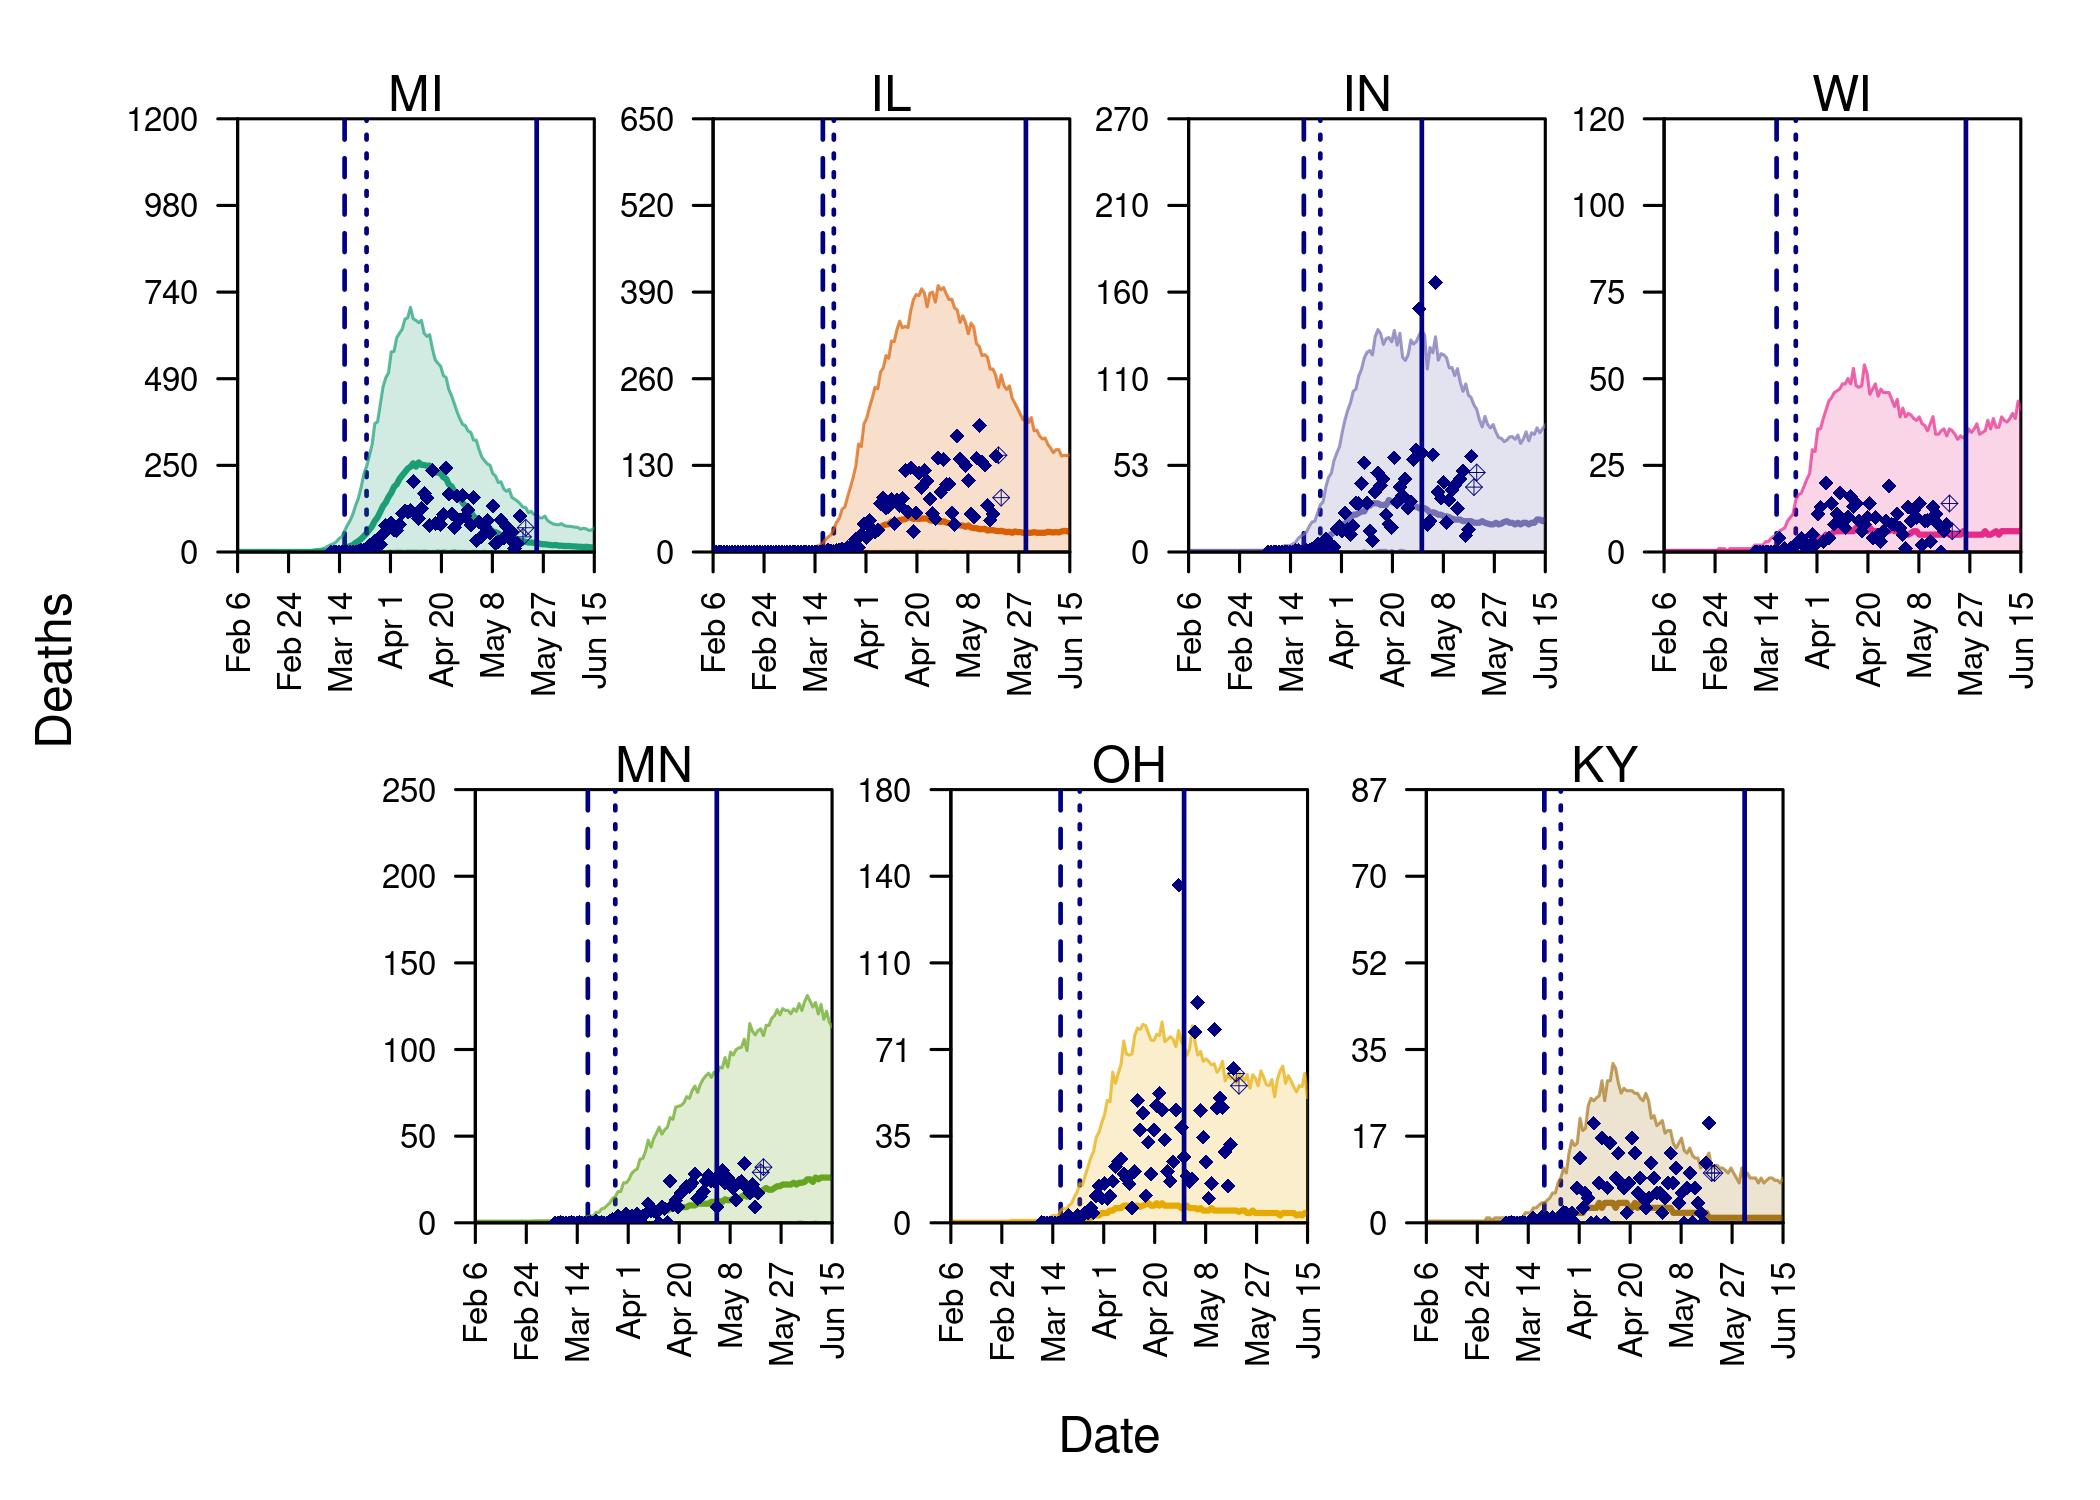 MI IL IN WI
1200 650 270 120
980 520 210 100
740 390 160 75
490 260 110 50
250 130 53 25
0 0 0 0
Feb 6 Feb 24 Mar 14 Apr 1 Apr 20 May 8 May 27 Jun 15 Feb 6 Feb 24 Mar 14 Apr 1 Apr 20 May 8 May 27 Jun 15 Feb 6 Feb 24 Mar 14 Apr 1 Apr 20 May 8 May 27 Jun 15 Feb 6 Feb 24 Mar 14 Apr 1 Apr 20 May 8 May 27 Jun 15
Deaths
MN OH KY
250 180 87
200 140 70
150 110 52
100 71 35
50 35 17
0 0 0
Feb 6 Feb 24 Mar 14 Apr 1 Apr 20 May 8 May 27 Jun 15 Feb 6 Feb 24 Mar 14 Apr 1 Apr 20 May 8 May 27 Jun 15 Feb 6 Feb 24 Mar 14 Apr 1 Apr 20 May 8 May 27 Jun 15
Date